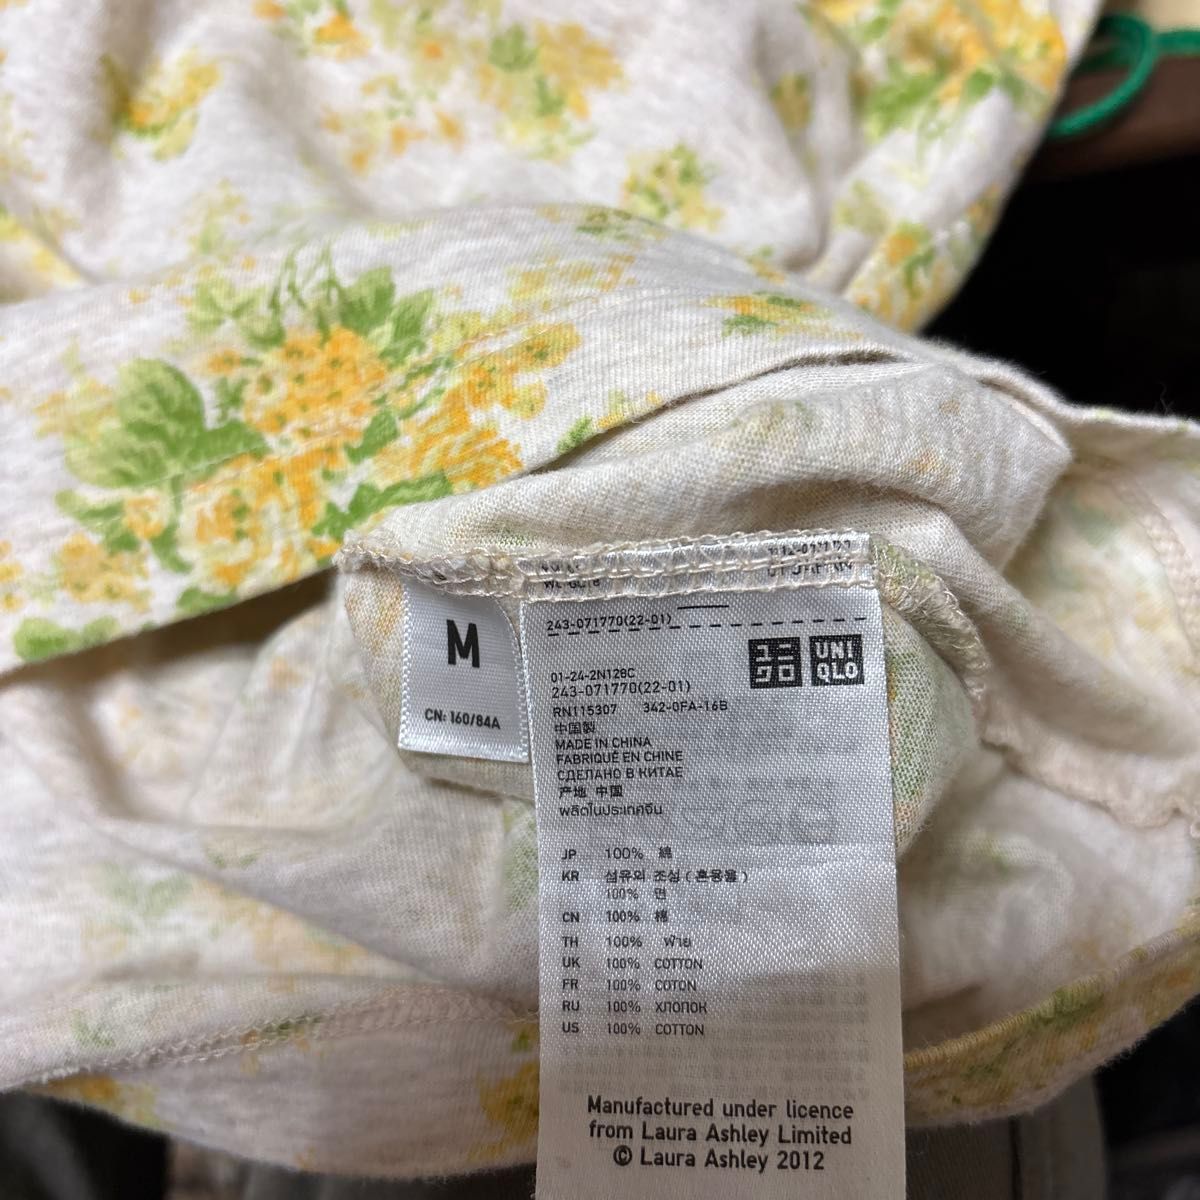 M
CN: 160/84A
243-071770(22-01)
ユニ
クロ
UNI
QLO
01-24-2N128C
243-071770(22-01)
RN115307 342-0FA-16B
中国製
MADE IN CHINA
FABRIQUÉ EN CHINE
СДЕЛАНО В КИТАЕ
产地 中国
ผลิตในประเทศจีน
JP 100% 綿
KR 섬유의 조성 ( 혼용율 )
100% 면
CN 100% 棉
TH 100% ฝ้าย
UK 100% COTTON
FR 100% COTON
RU 100% ХЛОПОК
US 100% COTTON
Manufactured under licence
from Laura Ashley Limited
© Laura Ashley 2012